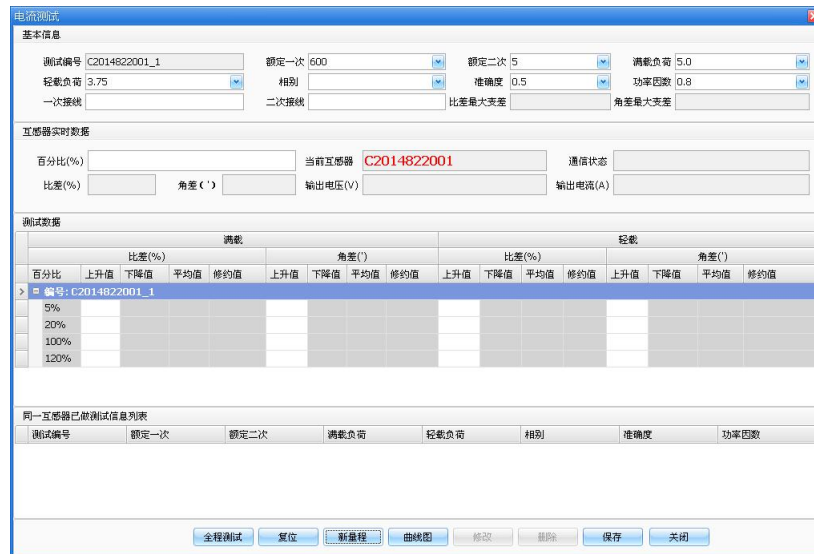 电流测试
基本信息
测试编号 C2014822001_1 额定一次 600 额定二次 5 满载负荷 5.0
轻载负荷 3.75 相别 准确度 0.5 功率因数 0.8
一次接线 二次接线 比差最大变差 角差最大变差
互感器实时数据
百分比(%) 当前互感器 C2014822001 通信状态
比差(%) 角差(') 输出电压(V) 输出电流(A)
测试数据
满载 轻载
比差(%) 角差(') 比差(%) 角差(')
百分比 上升值 下降值 平均值 修约值 上升值 下降值 平均值 修约值 上升值 下降值 平均值 修约值 上升值 下降值 平均值 修约值
编号: C2014822001_1
5%
20%
100%
120%
同一互感器已做测试信息列表
测试编号 额定一次 额定二次 满载负荷 轻载负荷 相别 准确度 功率因数
全程测试 复位 新量程 曲线图 修改 删除 保存 关闭